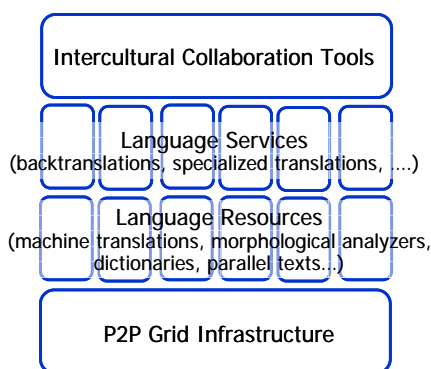 Intercultural Collaboration Tools
Language Services
(backtranslations, specialized translations, ....)
Language Resources
(machine translations, morphological analyzers,
dictionaries, parallel texts...)
P2P Grid Infrastructure